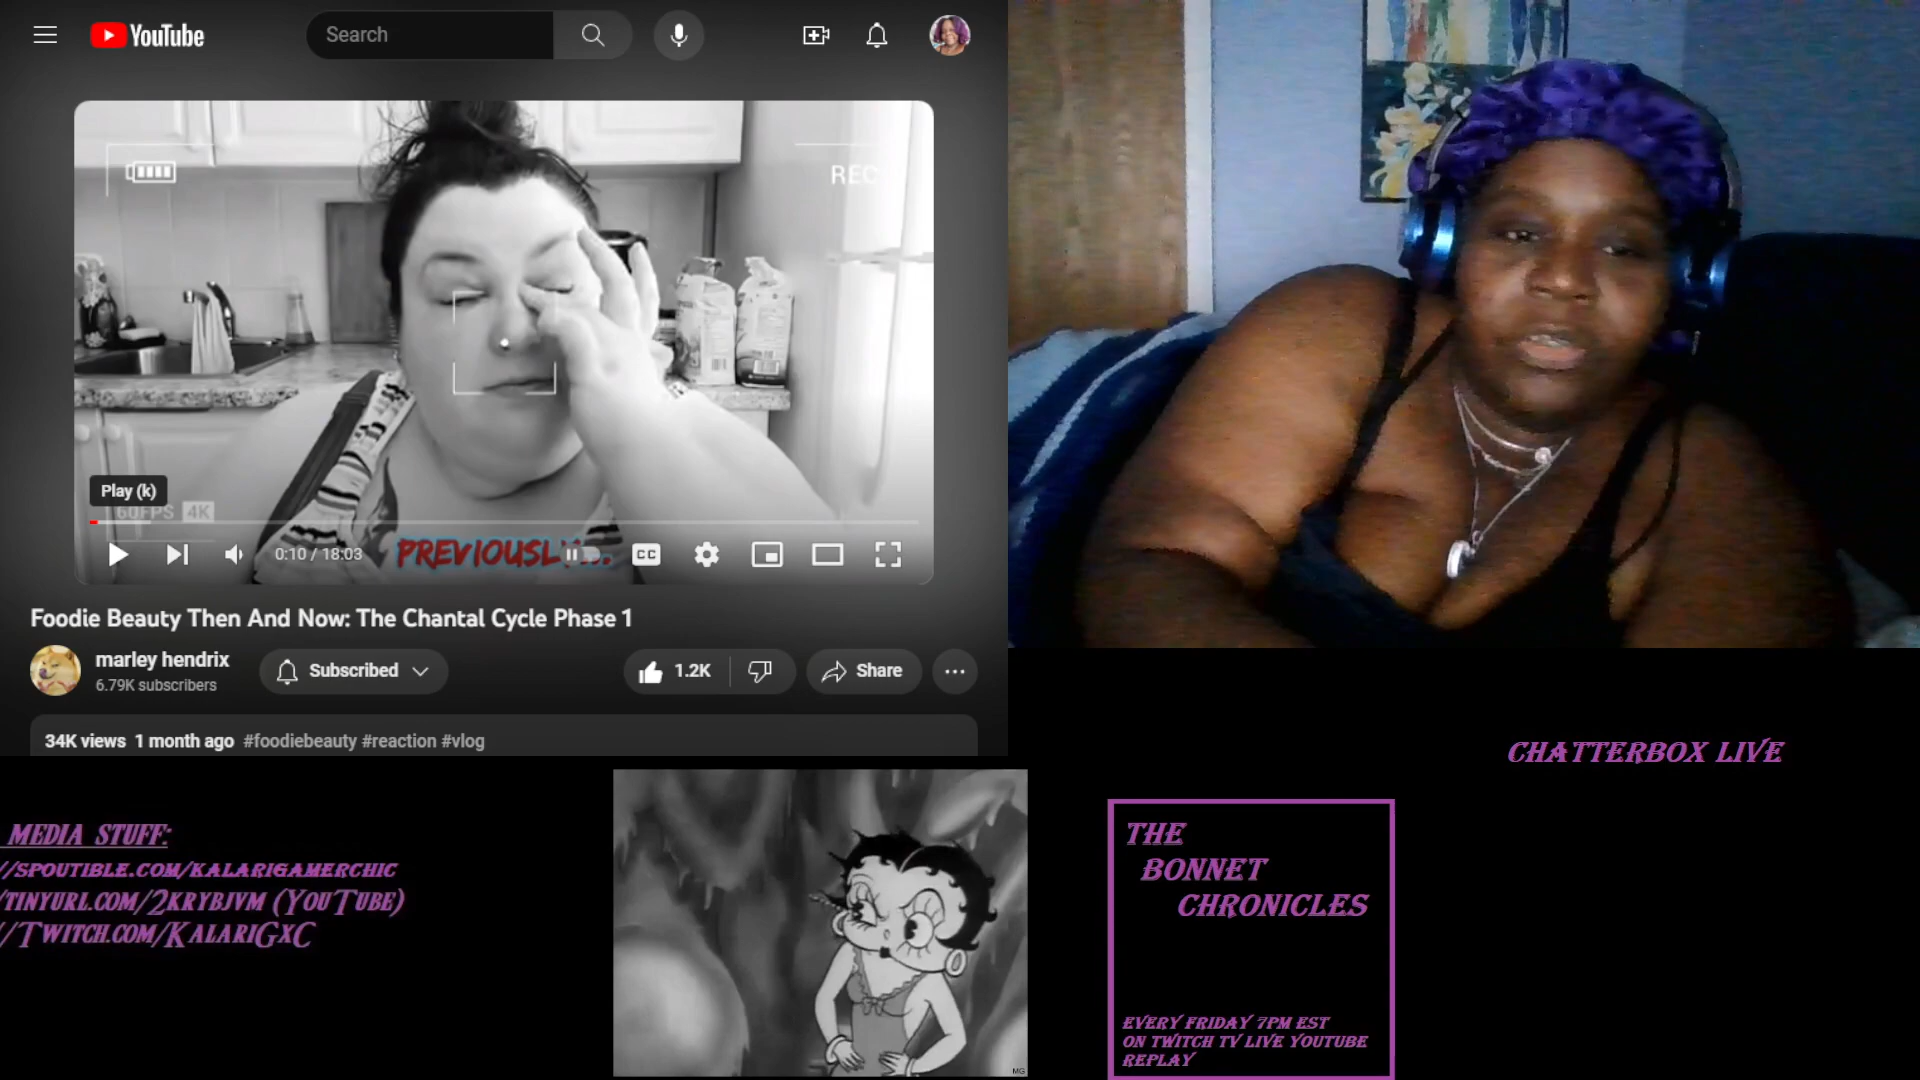 YouTube
Search
REC
Play (k)
60FPS 4K
0:10 / 18:03
CC
Foodie Beauty Then And Now: The Chantal Cycle Phase 1
marley hendrix
6.79K subscribers
Subscribed
1.2K
Share
34K views 1 month ago #foodiebeauty #reaction #vlog
MEDIA STUFF:
//SPOUTIBLE.COM/KALARIGAMERCHIC
/TINYURL.COM/2KRYBJVM (YOUTUBE)
//TWITCH.COM/KALARIGXC
MG
CHATTERBOX LIVE
THE
BONNET
CHRONICLES
EVERY FRIDAY 7PM EST
ON TWITCH TV LIVE YOUTUBE
REPLAY